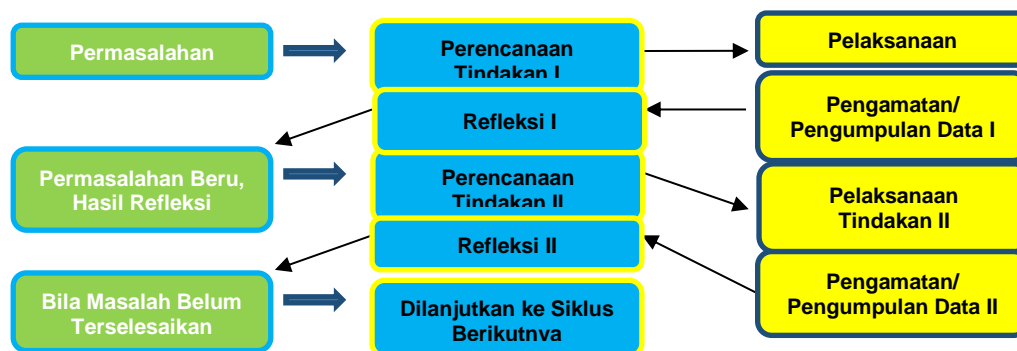 Permasalahan
Perencanaan
Tindakan I
Pelaksanaan
Refleksi I
Pengamatan/
Pengumpulan Data I
Permasalahan Beru,
Hasil Refleksi
Perencanaan
Tindakan II
Pelaksanaan
Tindakan II
Refleksi II
Pengamatan/
Pengumpulan Data II
Bila Masalah Belum
Terselesaikan
Dilanjutkan ke Siklus
Berikutnya